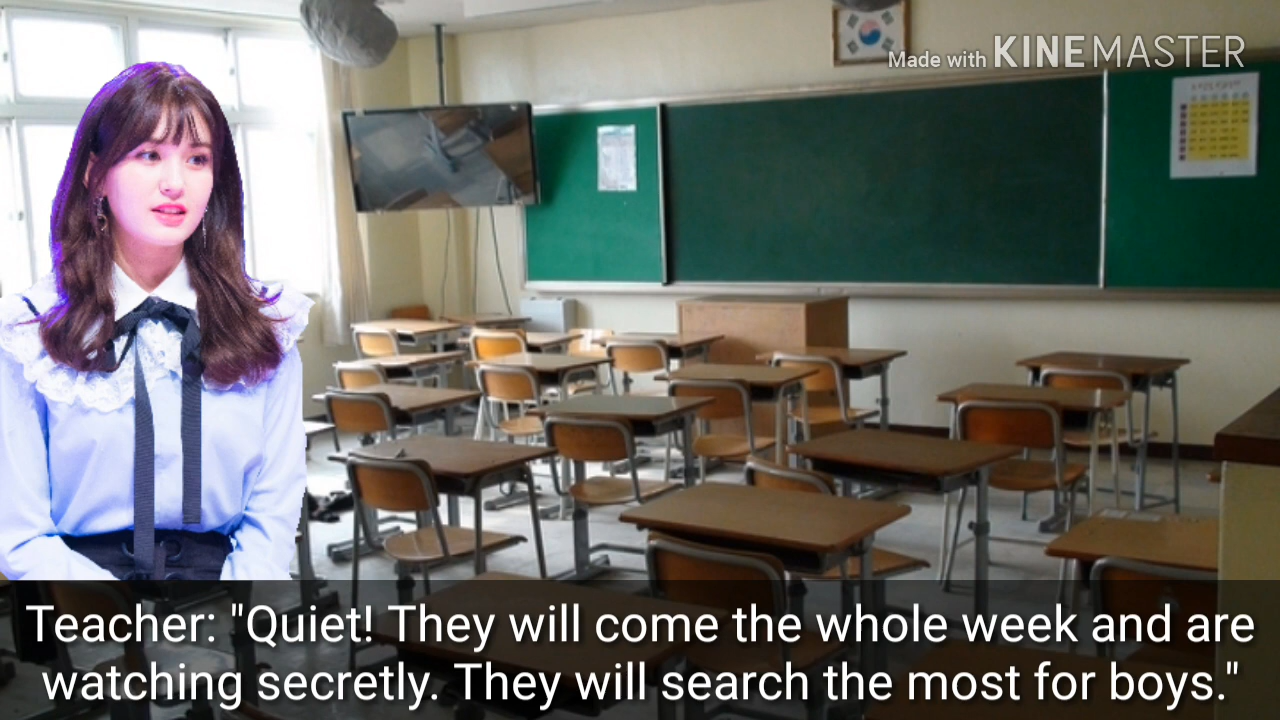 Made with KINEMASTER
Teacher: "Quiet! They will come the whole week and are
watching secretly. They will search the most for boys."